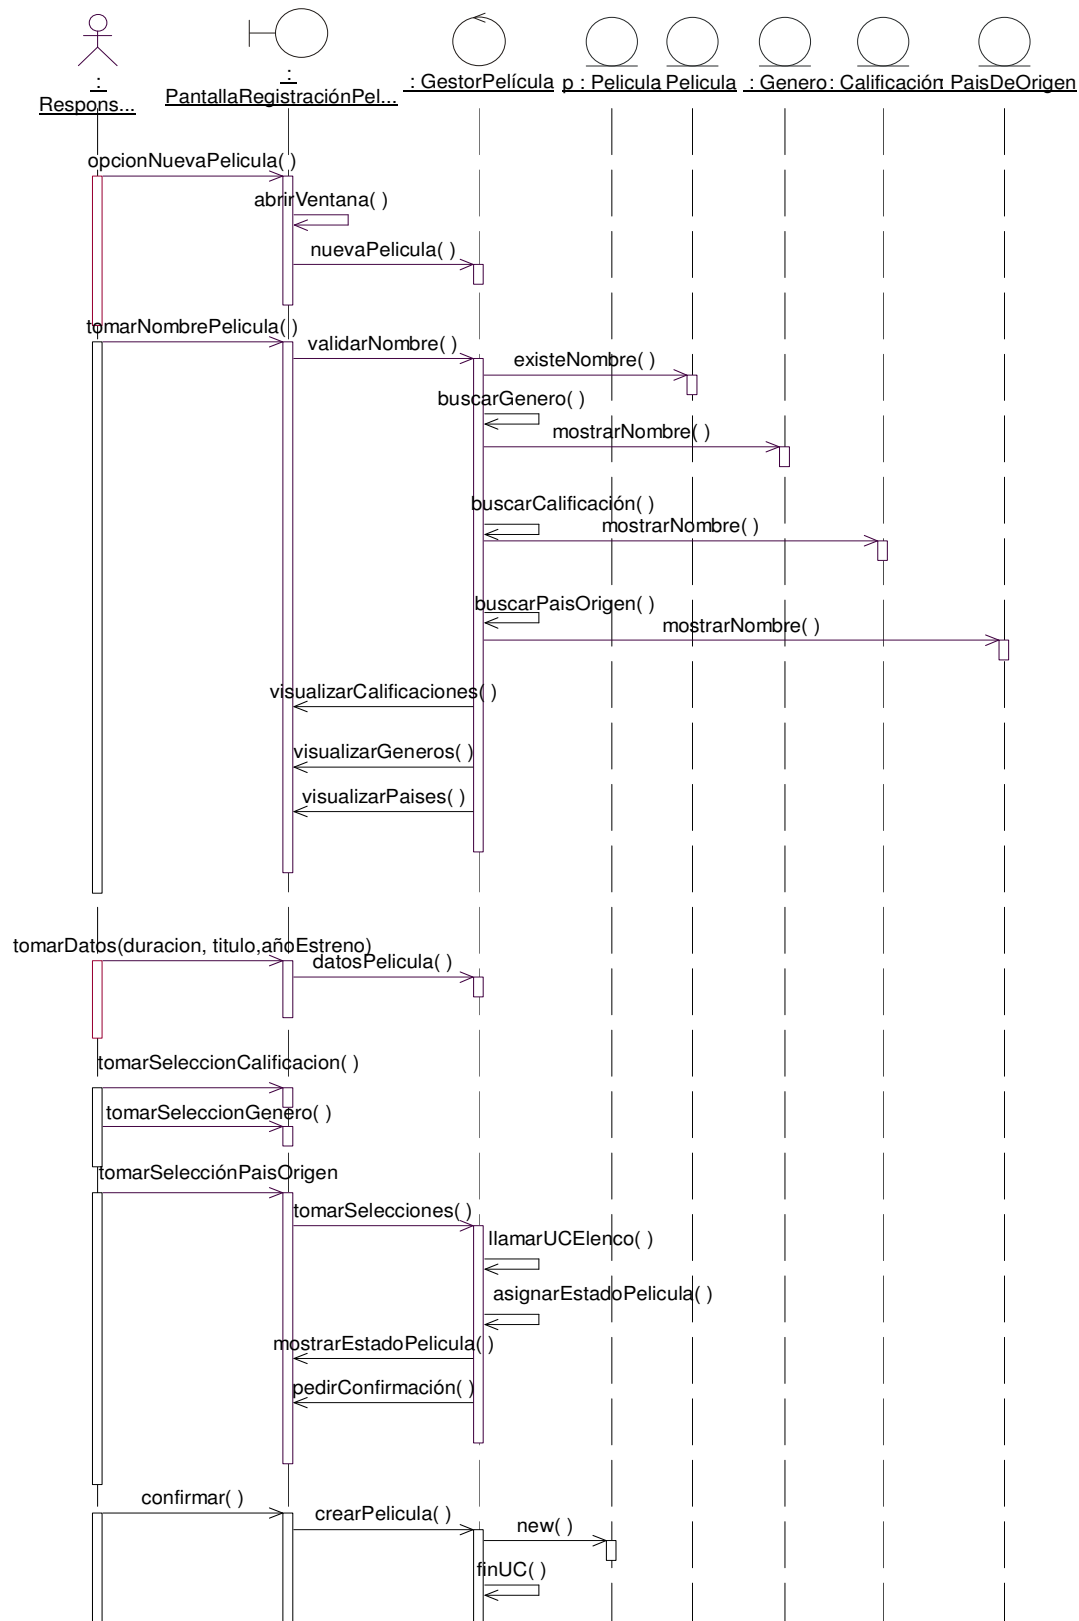 :
Respons...
:
PantallaRegistraciónPel...
: GestorPelícula
p : Pelicula
Pelicula
: Genero
: Calificación
: PaisDeOrigen
opcionNuevaPelicula( )
abrirVentana( )
nuevaPelicula( )
tomarNombrePelicula( )
validarNombre( )
existeNombre( )
buscarGenero( )
mostrarNombre( )
buscarCalificación( )
mostrarNombre( )
buscarPaisOrigen( )
mostrarNombre( )
visualizarCalificaciones( )
visualizarGeneros( )
visualizarPaises( )
tomarDatos(duracion, titulo,añoEstreno)
datosPelicula( )
tomarSeleccionCalificacion( )
tomarSeleccionGenero( )
tomarSelecciónPaisOrigen
tomarSelecciones( )
llamarUCElenco( )
asignarEstadoPelicula( )
mostrarEstadoPelicula( )
pedirConfirmación( )
confirmar( )
crearPelicula( )
new( )
finUC( )